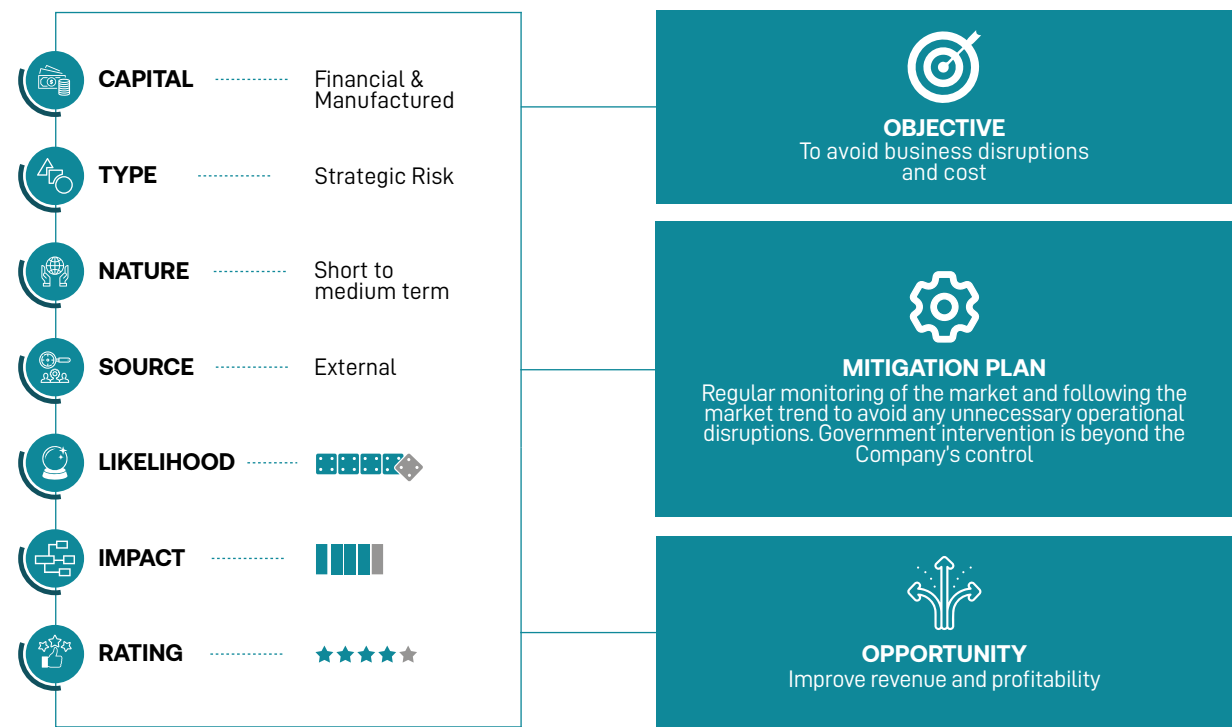 CAPITAL
Financial &
Manufactured
TYPE
Strategic Risk
NATURE
Short to
medium term
SOURCE
External
LIKELIHOOD
IMPACT
RATING
OBJECTIVE
To avoid business disruptions
and cost
MITIGATION PLAN
Regular monitoring of the market and following the
market trend to avoid any unnecessary operational
disruptions. Government intervention is beyond the
Company's control
OPPORTUNITY
Improve revenue and profitability